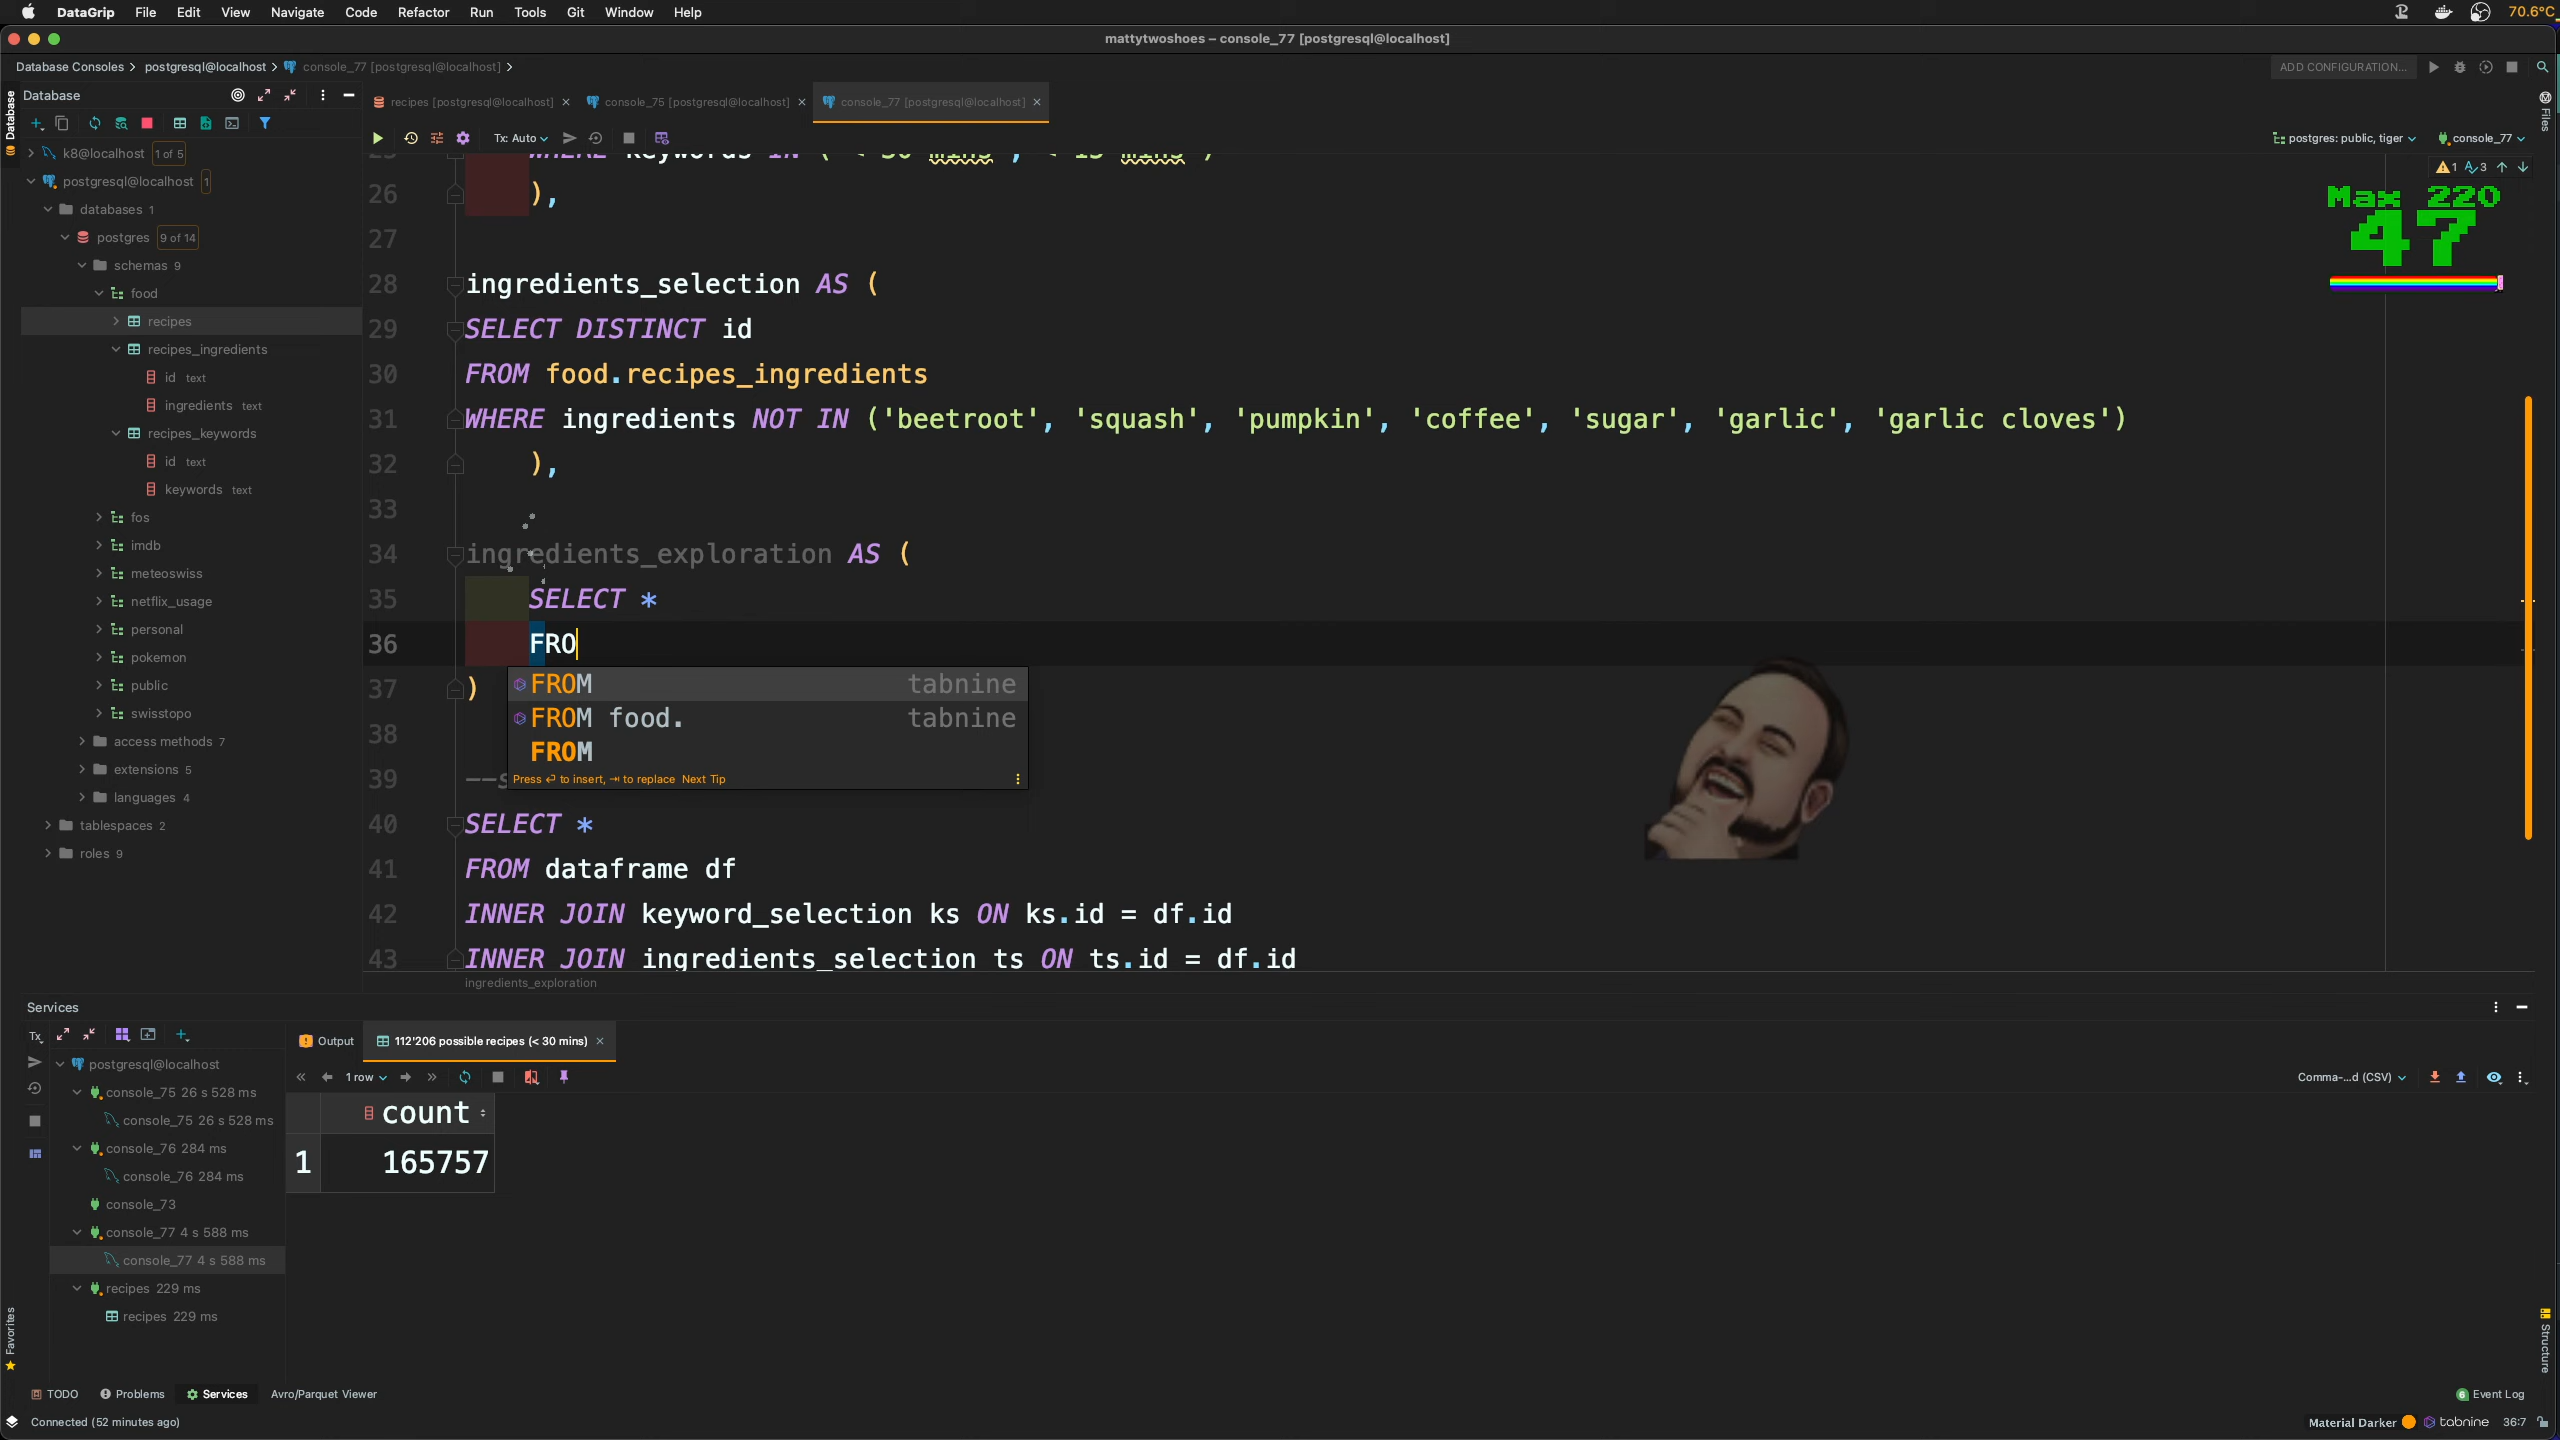 DataGrip File Edit View Navigate Code Refactor Run Tools Git Window Help
70.6°C
mattytwoshoes – console_77 [postgresql@localhost]
Database Consoles postgresql@localhost console_77 [postgresql@localhost]
ADD CONFIGURATION...
Database
Database
recipes [postgresql@localhost] console_75 [postgresql@localhost] console_77 [postgresql@localhost]
Files
Tx: Auto
postgres: public, tiger console_77
1 3
k8@localhost 1 of 5
postgresql@localhost 1
databases 1
postgres 9 of 14
schemas 9
food
recipes
recipes_ingredients
id text
ingredients text
recipes_keywords
id text
keywords text
fos
imdb
meteoswiss
netflix_usage
personal
pokemon
public
swisstopo
access methods 7
extensions 5
languages 4
tablespaces 2
roles 9
26 ),
27
28 ingredients_selection AS (
29 SELECT DISTINCT id
30 FROM food.recipes_ingredients
31 WHERE ingredients NOT IN ('beetroot', 'squash', 'pumpkin', 'coffee', 'sugar', 'garlic', 'garlic cloves')
32 ),
33
34 ingredients_exploration AS (
35 SELECT *
36 FRO
37 )
38
39 --s
FROM tabnine
FROM food. tabnine
FROM
Press ⏎ to insert, ⇥ to replace Next Tip
40 SELECT *
41 FROM dataframe df
42 INNER JOIN keyword_selection ks ON ks.id = df.id
43 INNER JOIN ingredients_selection ts ON ts.id = df.id
ingredients_exploration
Max 220
47
Services
Tx
Output 112'206 possible recipes (< 30 mins)
1 row
Comma-...d (CSV)
postgresql@localhost
console_75 26 s 528 ms
console_75 26 s 528 ms
console_76 284 ms
console_76 284 ms
console_73
console_77 4 s 588 ms
console_77 4 s 588 ms
recipes 229 ms
recipes 229 ms
count
1 165757
Favorites
Structure
TODO Problems Services Avro/Parquet Viewer
6 Event Log
Connected (52 minutes ago)
Material Darker tabnine 36:7